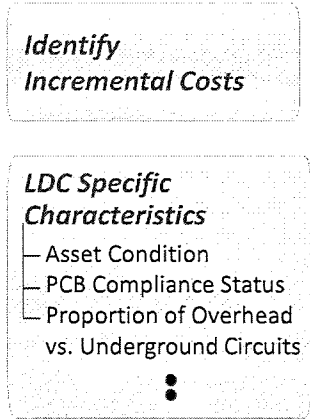 Identify
Incremental Costs
LDC Specific
Characteristics
Asset Condition
PCB Compliance Status
Proportion of Overhead
vs. Underground Circuits